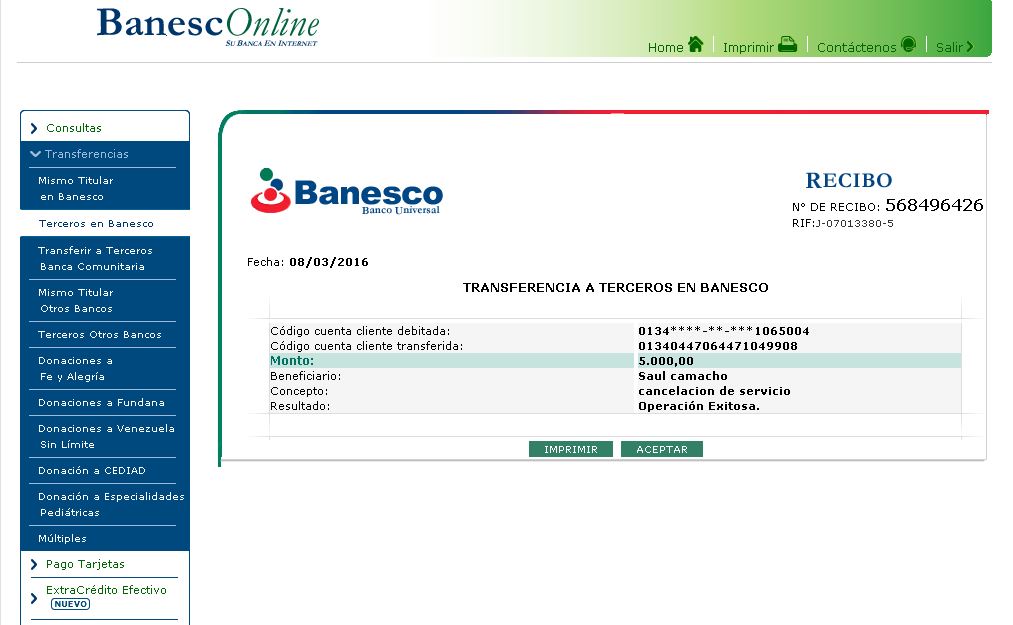 BanescOnline
SU BANCA EN INTERNET
Home Imprimir Contáctenos Salir
Consultas
Transferencias
Mismo Titular
en Banesco
Terceros en Banesco
Transferir a Terceros
Banca Comunitaria
Mismo Titular
Otros Bancos
Terceros Otros Bancos
Donaciones a
Fe y Alegría
Donaciones a Fundana
Donaciones a Venezuela
Sin Límite
Donación a CEDIAD
Donación a Especialidades
Pediátricas
Múltiples
Pago Tarjetas
ExtraCrédito Efectivo
NUEVO
Banesco
Banco Universal
RECIBO
N° DE RECIBO: 568496426
RIF:J-07013380-5
Fecha: 08/03/2016
TRANSFERENCIA A TERCEROS EN BANESCO
Código cuenta cliente debitada: 0134****-**-***1065004
Código cuenta cliente transferida: 01340447064471049908
Monto: 5.000,00
Beneficiario: Saul camacho
Concepto: cancelacion de servicio
Resultado: Operación Exitosa.
IMPRIMIR ACEPTAR